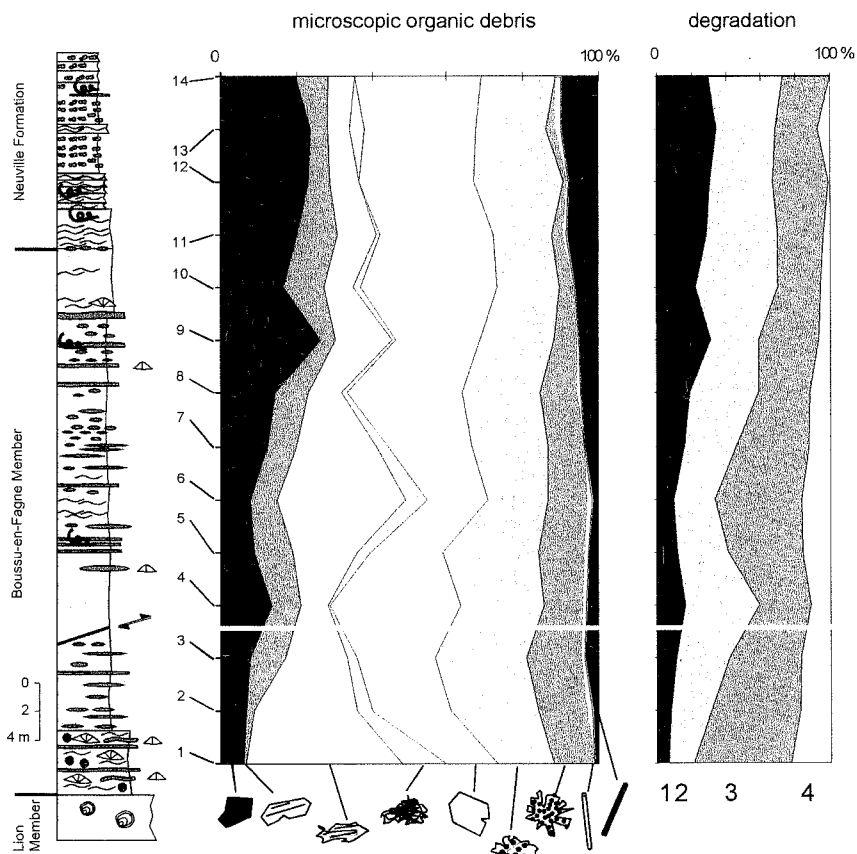 microscopic organic debris
degradation
0
100 %
0
100 %
Neuville Formation
Boussu-en-Fagne Member
Lion Member
14
13
12
11
10
9
8
7
6
5
4
3
2
1
0
2
4 m
1 2 3 4